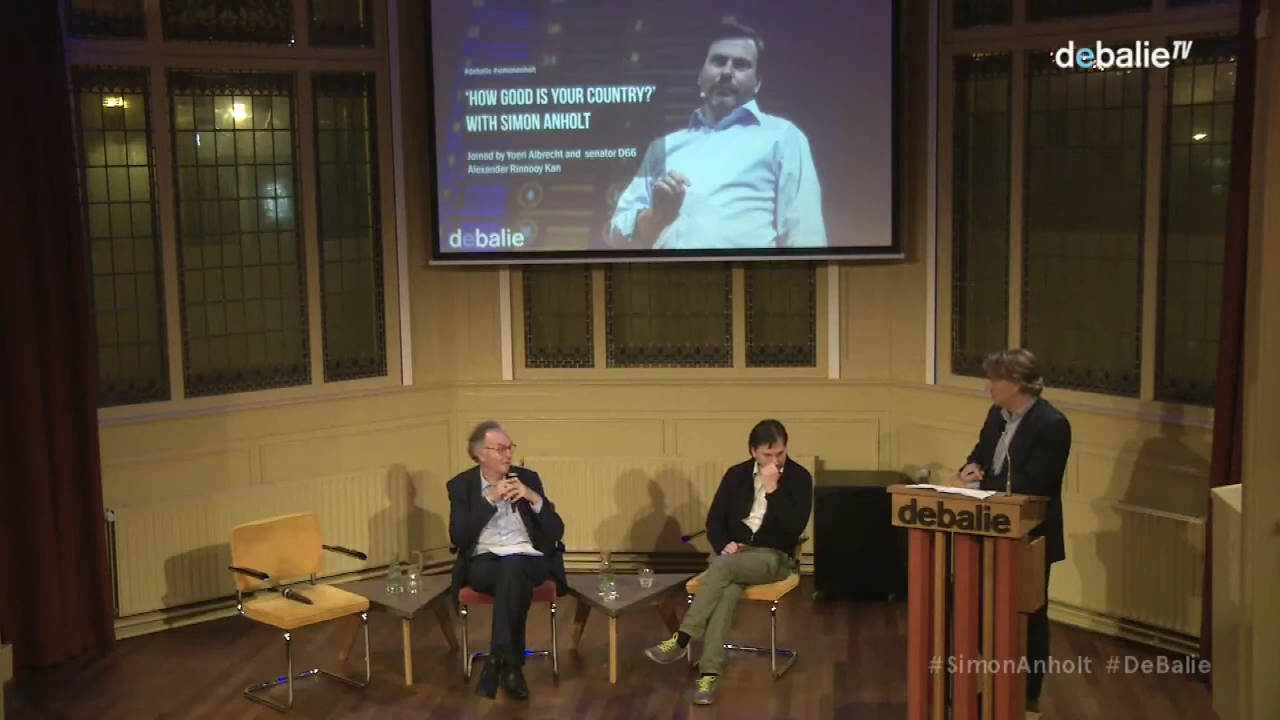 debalieTV
#debalie #simonanholt
'HOW GOOD IS YOUR COUNTRY?'
WITH SIMON ANHOLT
Joined by Yoeri Albrecht and senator D66
Alexander Rinnooy Kan
debalie
debalie
#SimonAnholt #DeBalie